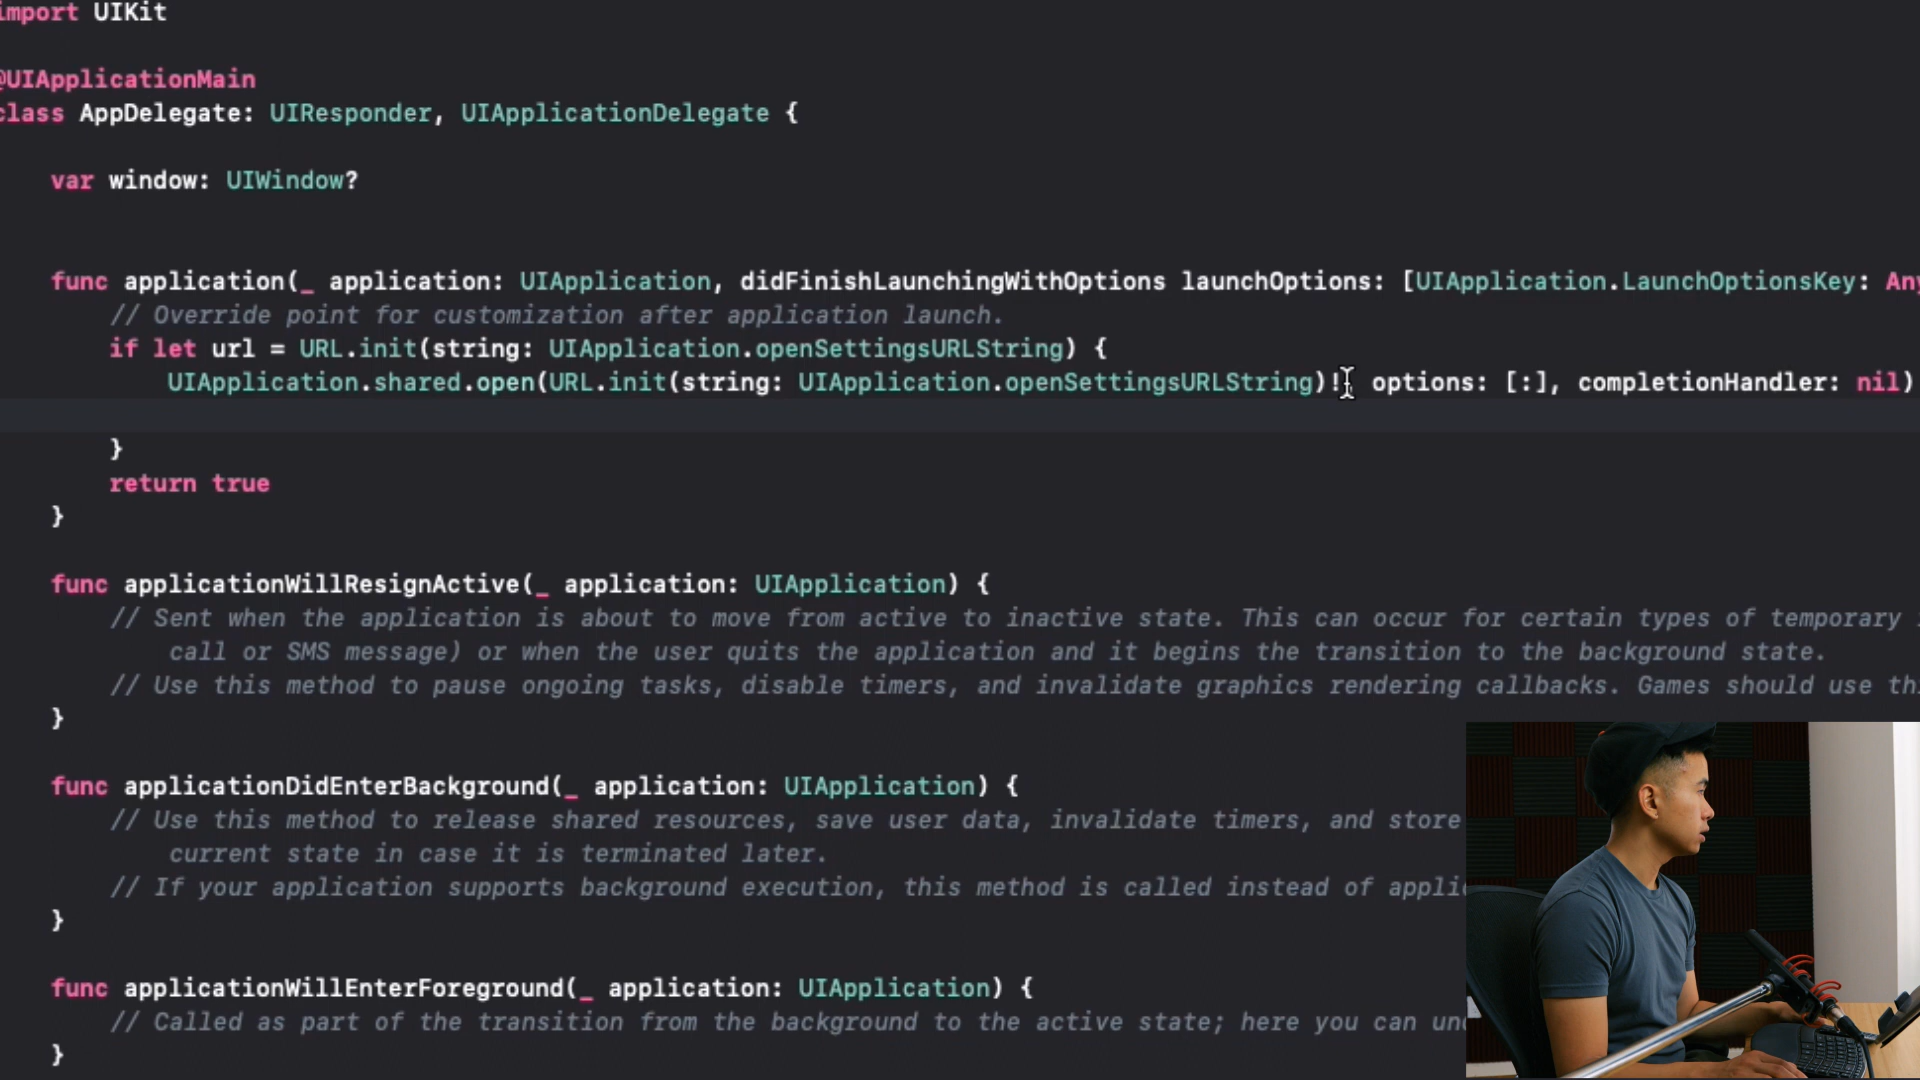 import UIKit
@UIApplicationMain
class AppDelegate: UIResponder, UIApplicationDelegate {
var window: UIWindow?
func application(_ application: UIApplication, didFinishLaunchingWithOptions launchOptions: [UIApplication.LaunchOptionsKey: Any
// Override point for customization after application launch.
if let url = URL.init(string: UIApplication.openSettingsURLString) {
UIApplication.shared.open(URL.init(string: UIApplication.openSettingsURLString)!, options: [:], completionHandler: nil)
}
return true
}
func applicationWillResignActive(_ application: UIApplication) {
// Sent when the application is about to move from active to inactive state. This can occur for certain types of temporary
call or SMS message) or when the user quits the application and it begins the transition to the background state.
// Use this method to pause ongoing tasks, disable timers, and invalidate graphics rendering callbacks. Games should use
}
func applicationDidEnterBackground(_ application: UIApplication) {
// Use this method to release shared resources, save user data, invalidate timers, and store
current state in case it is terminated later.
// If your application supports background execution, this method is called instead of
}
func applicationWillEnterForeground(_ application: UIApplication) {
// Called as part of the transition from the background to the active state; here you can
}